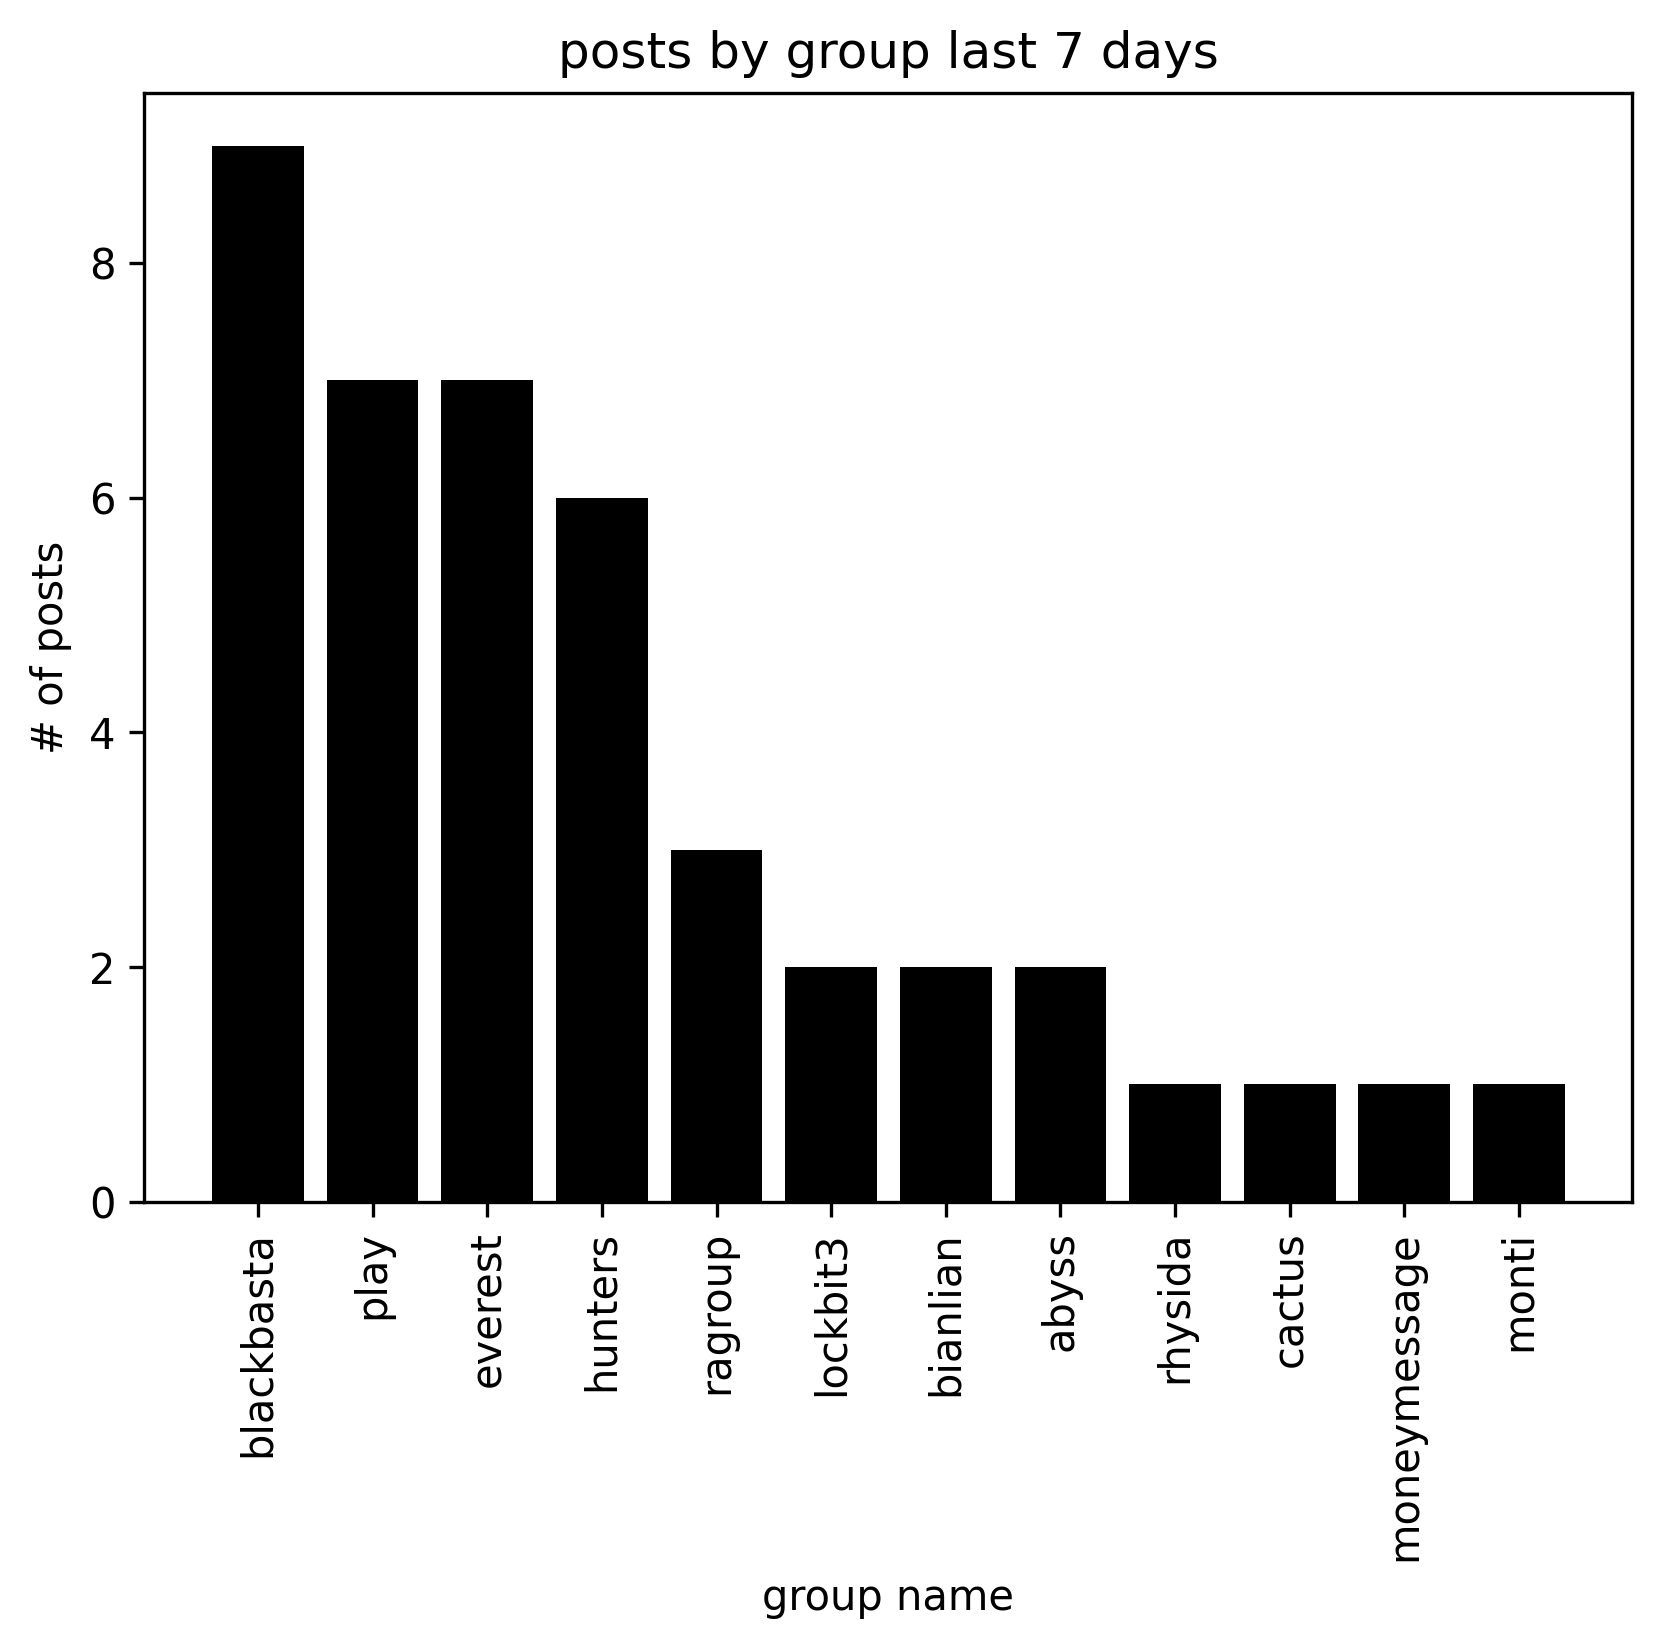 posts by group last 7 days
# of posts
8
6
4
2
0
blackbasta
play
everest
hunters
ragroup
lockbit3
bianlian
abyss
rhysida
cactus
moneymessage
monti
group name